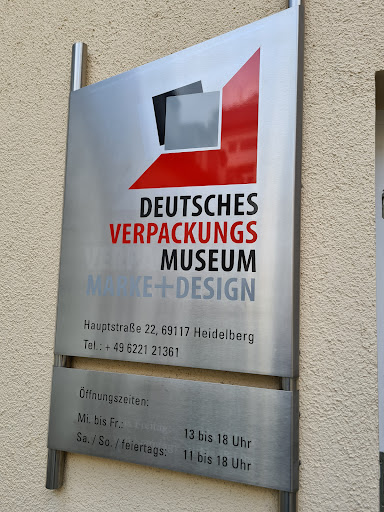 DEUTSCHES
VERPACKUNGS
MUSEUM
MARKE+DESIGN
Hauptstraße 22, 69117 Heidelberg
Tel.: + 49 6221 21361
Öffnungszeiten:
Mi. bis Fr.: 13 bis 18 Uhr
Sa. / So. / feiertags: 11 bis 18 Uhr